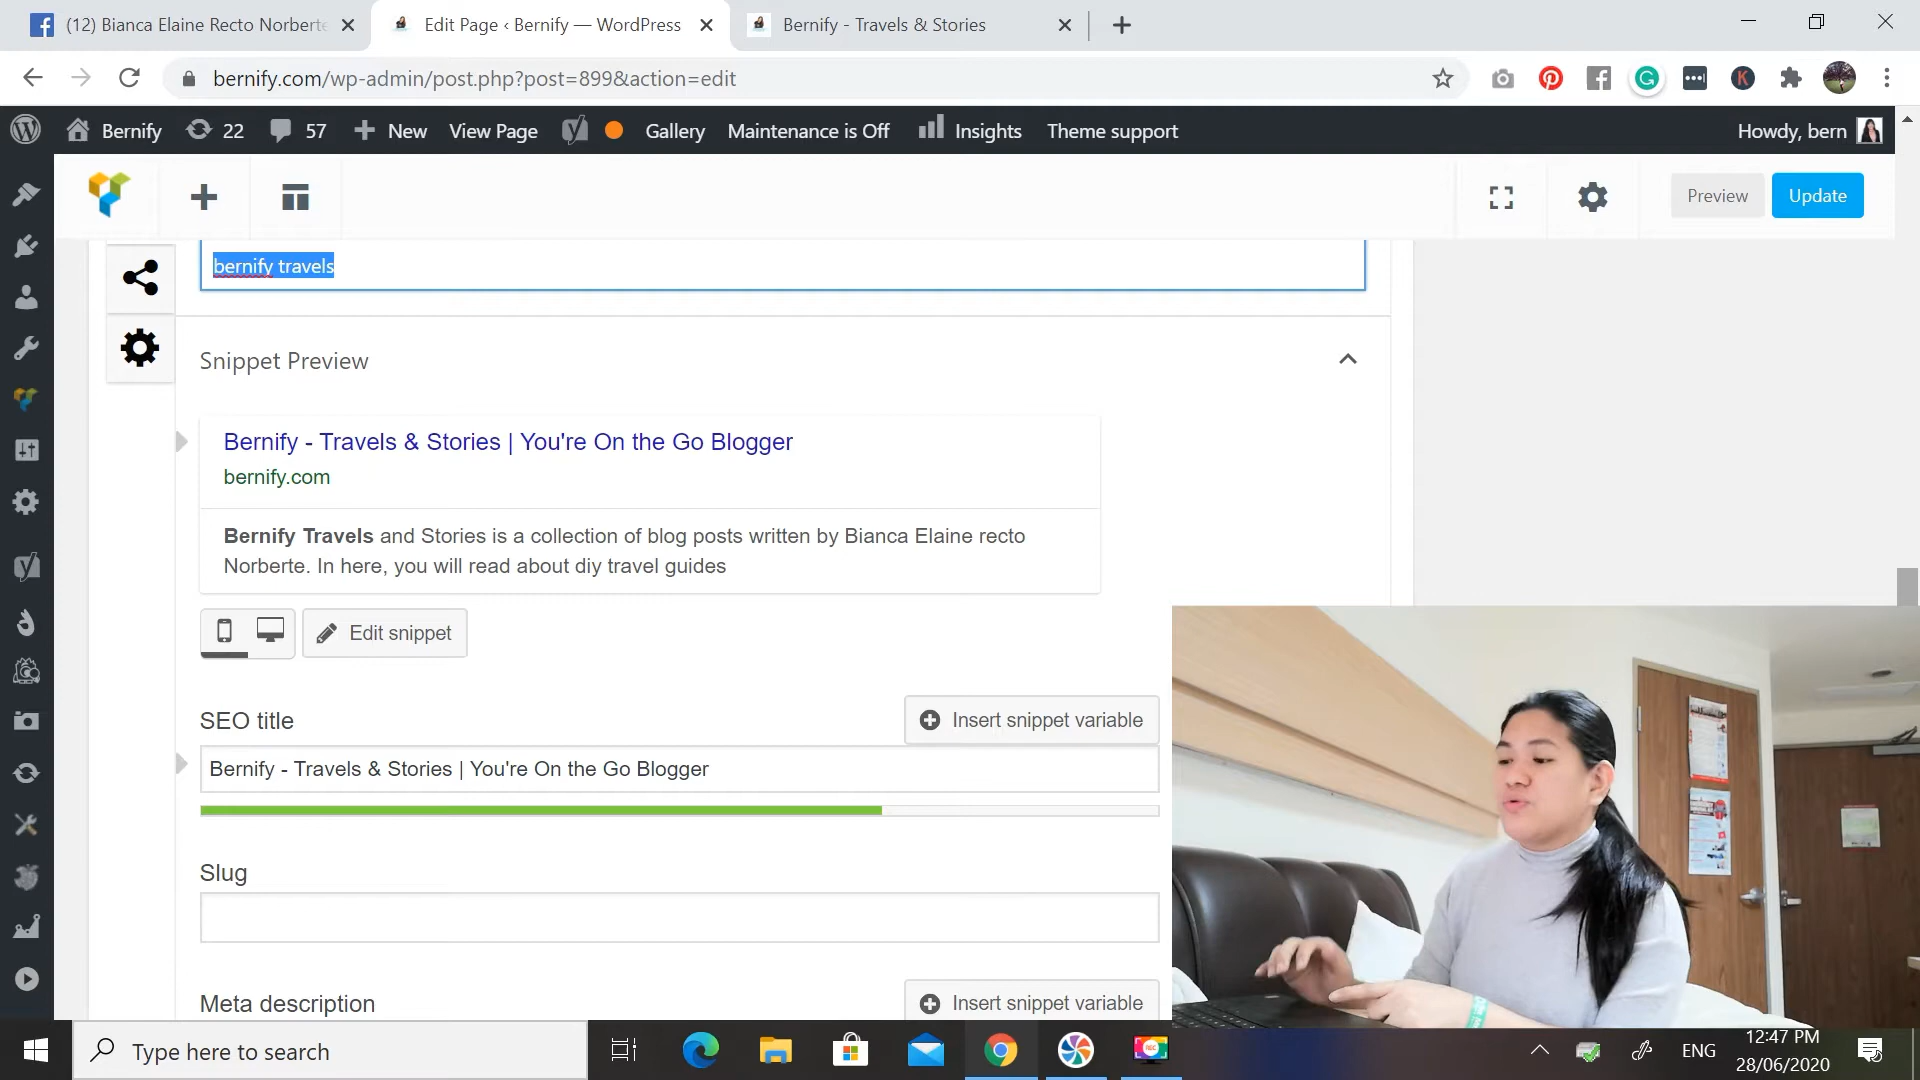 (12) Bianca Elaine Recto Norberte
Edit Page ‹ Bernify — WordPress
Bernify - Travels & Stories
bernify.com/wp-admin/post.php?post=899&action=edit
Bernify
22
57
New
View Page
Gallery
Maintenance is Off
Insights
Theme support
Howdy, bern
Preview
Update
bernify travels
Snippet Preview
Bernify - Travels & Stories | You're On the Go Blogger
bernify.com
Bernify Travels and Stories is a collection of blog posts written by Bianca Elaine recto
Norberte. In here, you will read about diy travel guides
Edit snippet
SEO title
Insert snippet variable
Bernify - Travels & Stories | You're On the Go Blogger
Slug
Meta description
Insert snippet variable
Type here to search
REC
ENG
12:47 PM
28/06/2020